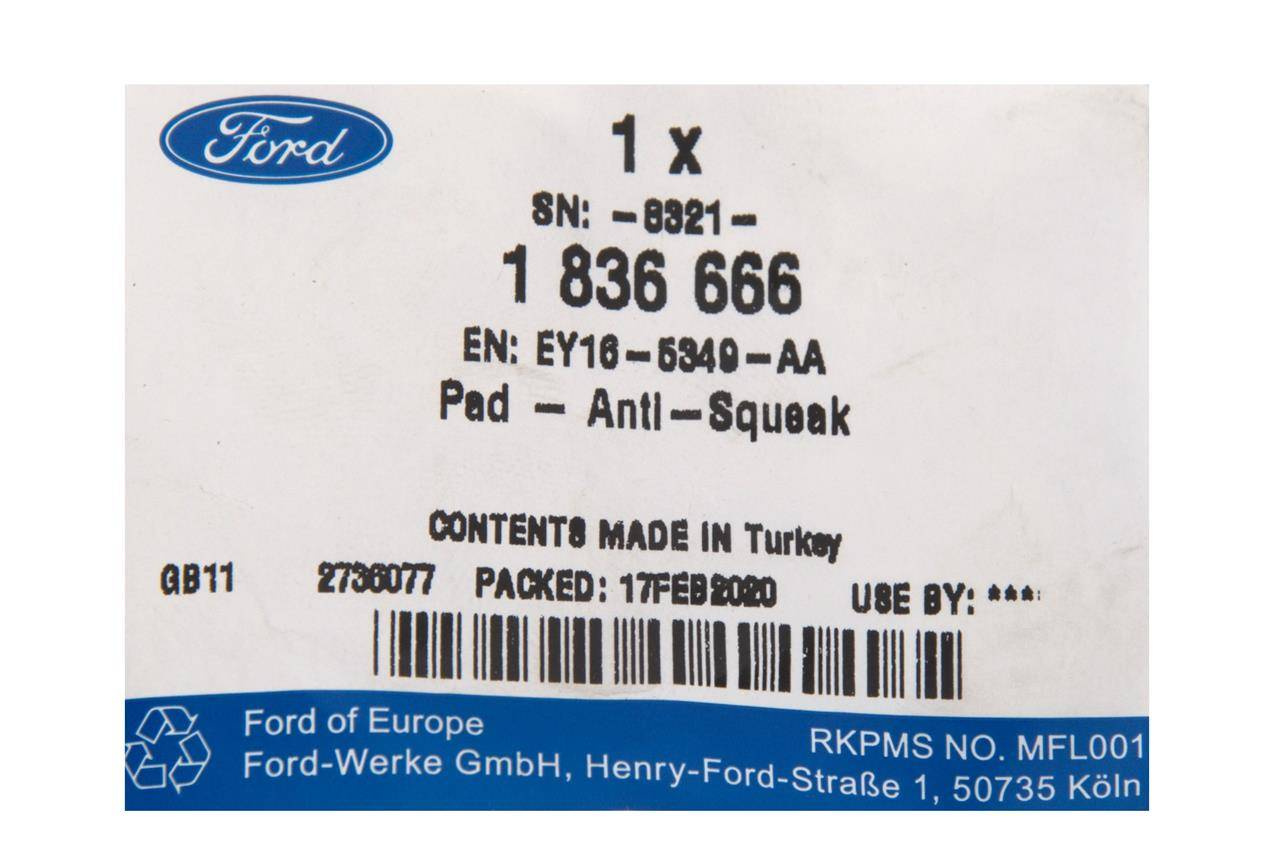 Ford
1 x
SN: -8321-
1 836 666
EN: EY16-5349-AA
Pad - Anti-Squeak
CONTENTS MADE IN Turkey
GB11 2736077 PACKED: 17FEB2020 USE BY: ***
Ford of Europe
RKPMS NO. MFL001
Ford-Werke GmbH, Henry-Ford-Straße 1, 50735 Köln